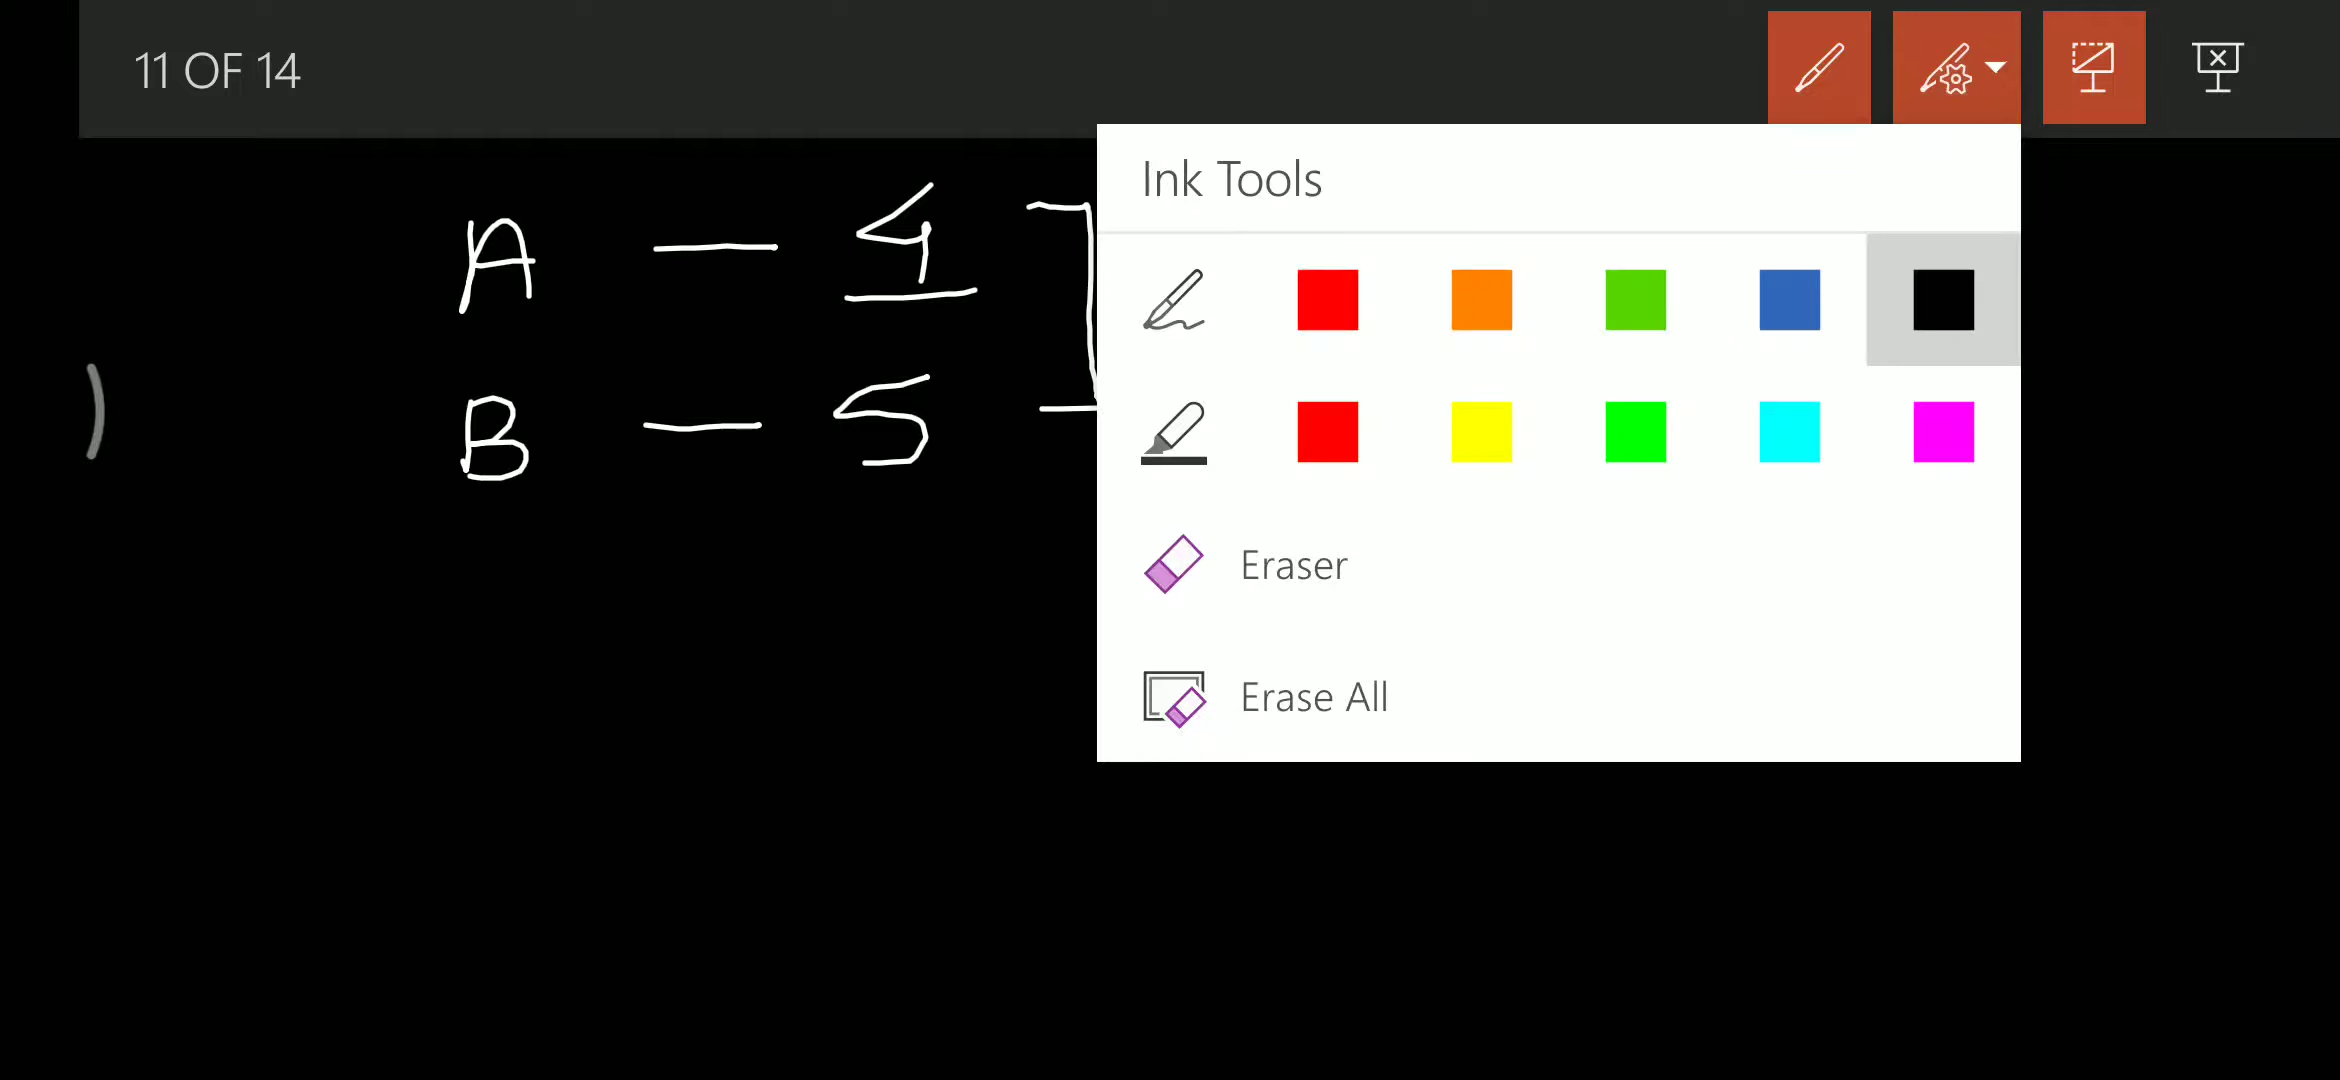 11 OF 14
Ink Tools
A — 4
B — 5
Eraser
Erase All